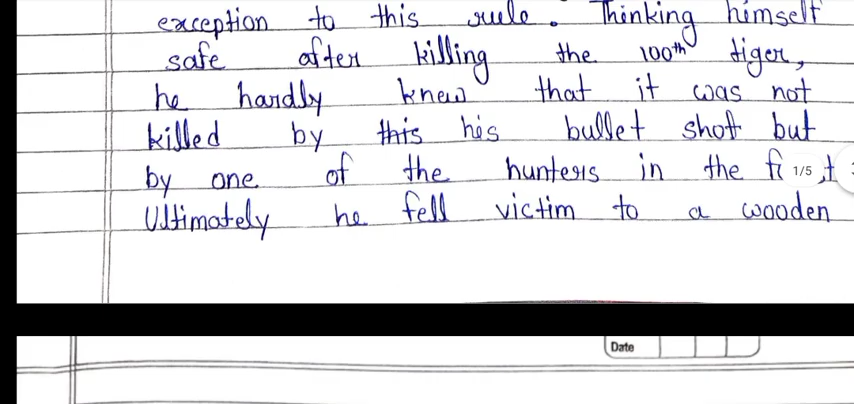 exception to this rule. Thinking himself
safe after killing the 100th tiger,
he hardly knew that it was not
killed by this his bullet shot but
by one of the hunters in the
1/5
Ultimately he fell victim to a wooden
Date